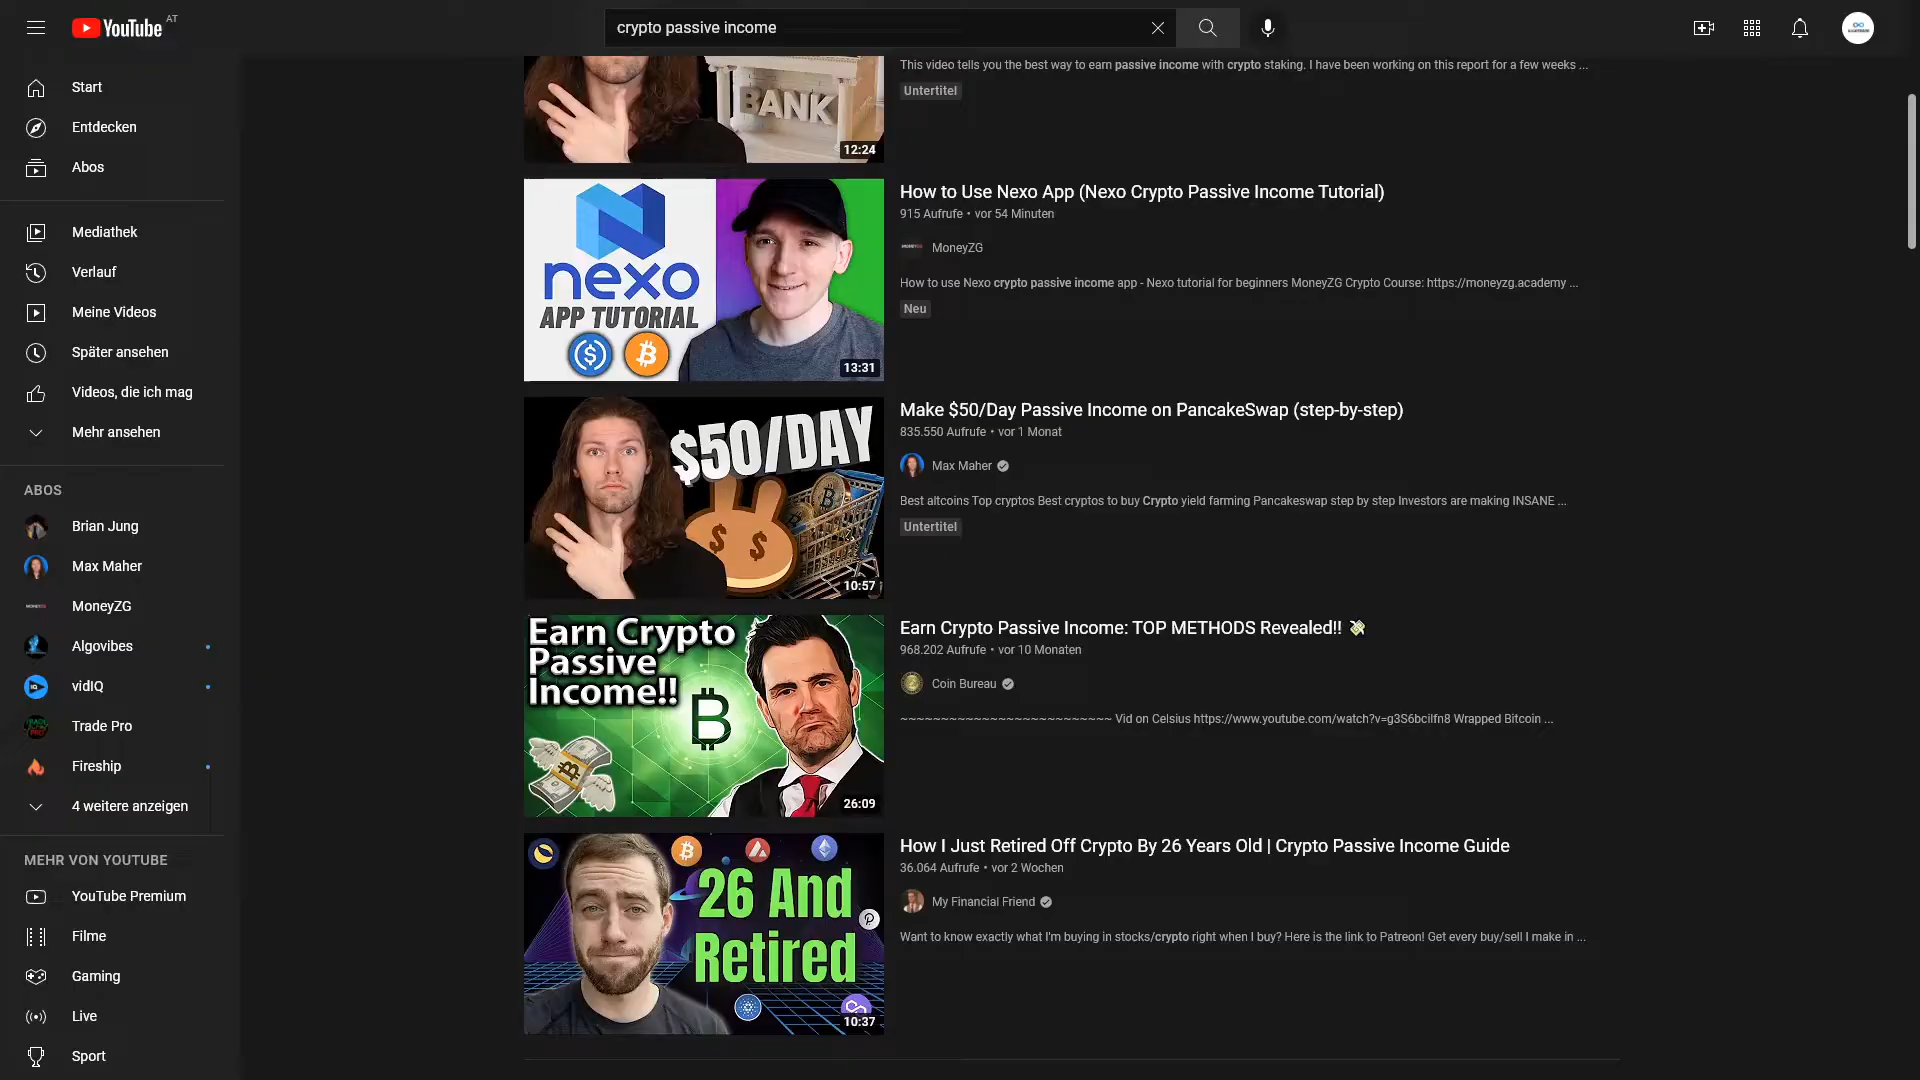 YouTube AT
crypto passive income
Start
Entdecken
Abos
Mediathek
Verlauf
Meine Videos
Später ansehen
Videos, die ich mag
Mehr ansehen
ABOS
Brian Jung
Max Maher
MoneyZG
Algovibes
vidIQ
Trade Pro
Fireship
4 weitere anzeigen
MEHR VON YOUTUBE
YouTube Premium
Filme
Gaming
Live
Sport
BANK
12:24
This video tells you the best way to earn passive income with crypto staking. I have been working on this report for a few weeks ...
Untertitel
nexo
APP TUTORIAL
13:31
How to Use Nexo App (Nexo Crypto Passive Income Tutorial)
915 Aufrufe • vor 54 Minuten
MoneyZG
How to use Nexo crypto passive income app - Nexo tutorial for beginners MoneyZG Crypto Course: https://moneyzg.academy ...
Neu
$50/DAY
10:57
Make $50/Day Passive Income on PancakeSwap (step-by-step)
835.550 Aufrufe • vor 1 Monat
Max Maher
Best altcoins Top cryptos Best cryptos to buy Crypto yield farming Pancakeswap step by step Investors are making INSANE ...
Untertitel
Earn Crypto
Passive
Income!!
26:09
Earn Crypto Passive Income: TOP METHODS Revealed!! 💸
968.202 Aufrufe • vor 10 Monaten
Coin Bureau
~~~~~~~~~~~~~~~~~~~~~~~~~~ Vid on Celsius https://www.youtube.com/watch?v=g3S6bcilfn8 Wrapped Bitcoin ...
26 And
Retired
10:37
How I Just Retired Off Crypto By 26 Years Old | Crypto Passive Income Guide
36.064 Aufrufe • vor 2 Wochen
My Financial Friend
Want to know exactly what I'm buying in stocks/crypto right when I buy? Here is the link to Patreon! Get every buy/sell I make in ...